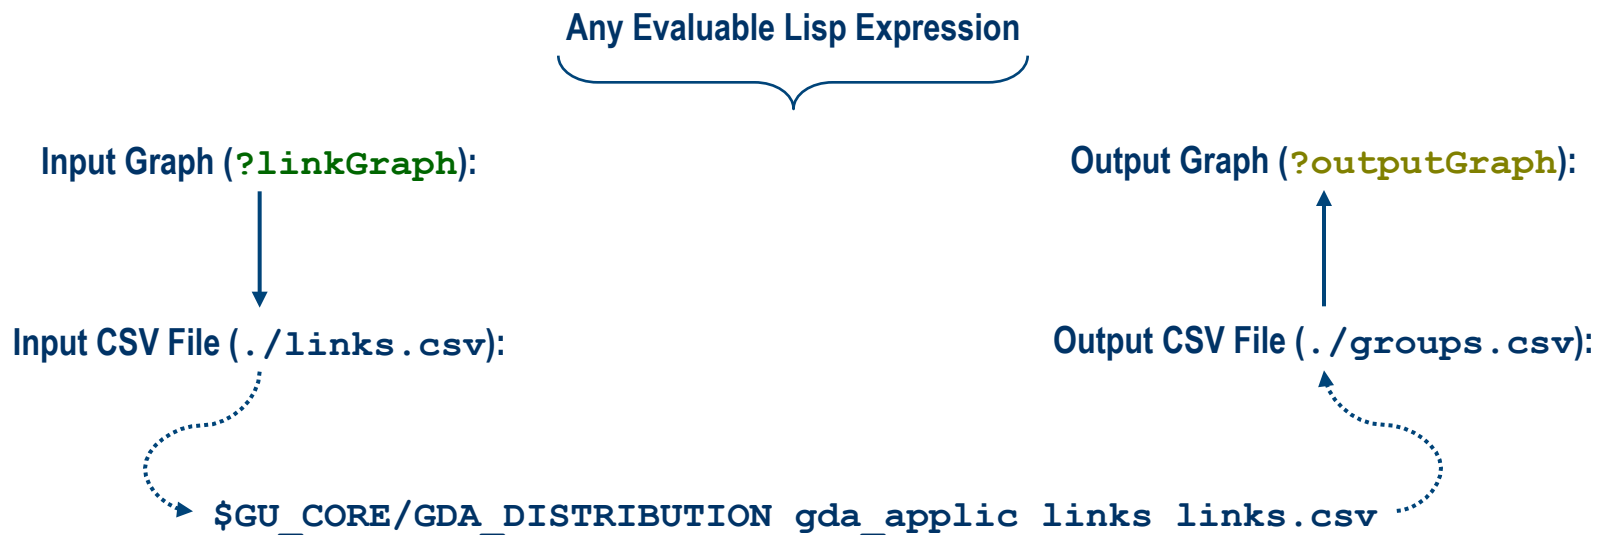 Any Evaluable Lisp Expression
Input Graph (?linkGraph):
Output Graph (?outputGraph):
Input CSV File (./links.csv):
Output CSV File (./groups.csv):
$GU_CORE/GDA_DISTRIBUTION gda_applic links links.csv